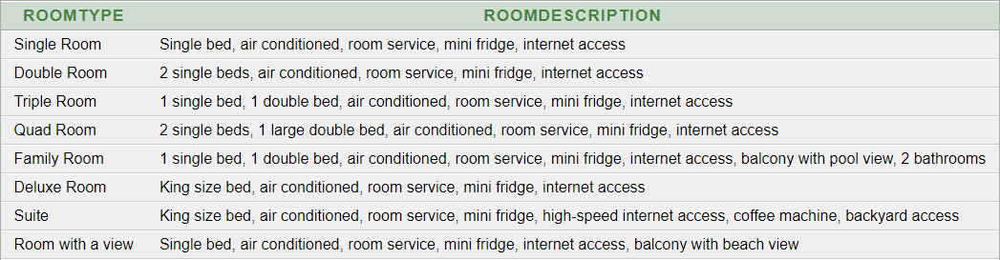 ROOMTYPE ROOMDESCRIPTION
Single Room Single bed, air conditioned, room service, mini fridge, internet access
Double Room 2 single beds, air conditioned, room service, mini fridge, internet access
Triple Room 1 single bed, 1 double bed, air conditioned, room service, mini fridge, internet access
Quad Room 2 single beds, 1 large double bed, air conditioned, room service, mini fridge, internet access
Family Room 1 single bed, 1 double bed, air conditioned, room service, mini fridge, internet access, balcony with pool view, 2 bathrooms
Deluxe Room King size bed, air conditioned, room service, mini fridge, internet access
Suite King size bed, air conditioned, room service, mini fridge, high-speed internet access, coffee machine, backyard access
Room with a view Single bed, air conditioned, room service, mini fridge, internet access, balcony with beach view